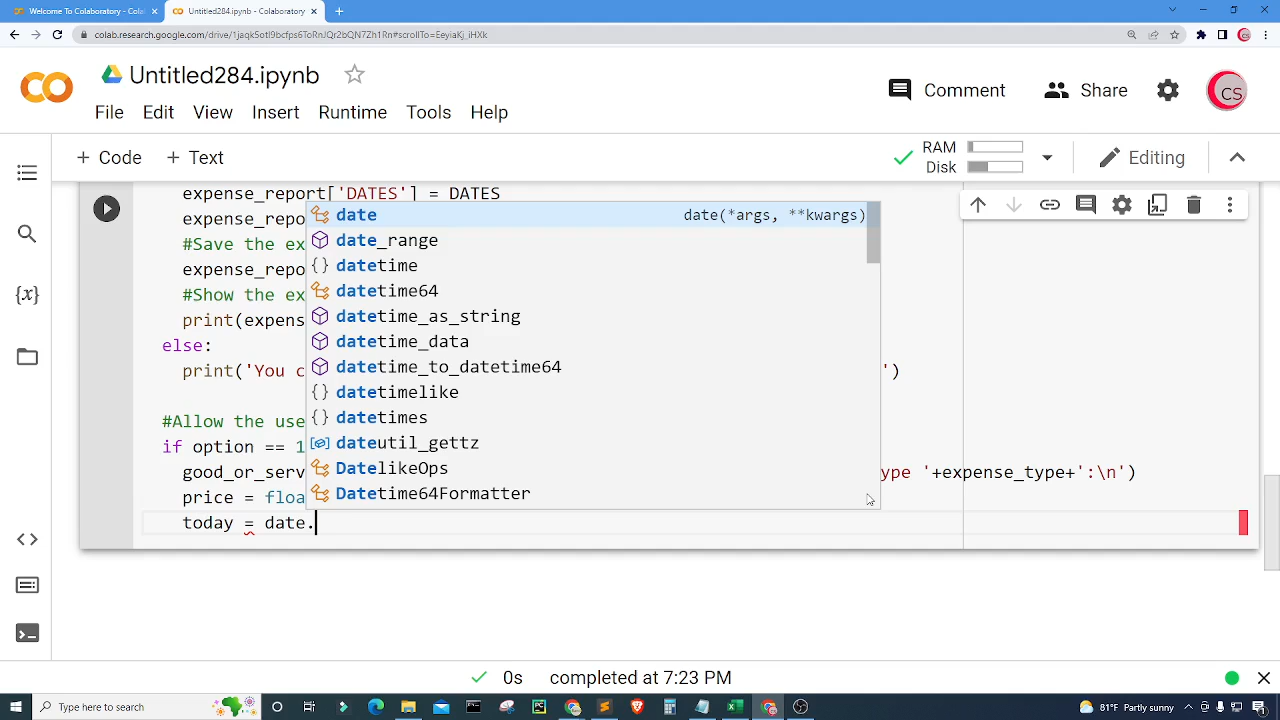 Welcome To Colaboratory - Colab
Untitled284.ipynb - Colaboratory
colab.research.google.com/drive/
Untitled284.ipynb
File Edit View Insert Runtime Tools Help
Comment
Share
CS
+ Code + Text
RAM
Disk
Editing
expense_report['DATES'] = DATES
expense_repo
#Save the ex
expense_repo
#Show the ex
print(expens
else:
print('You c
')
#Allow the use
if option == 1
good_or_serv
ype '+expense_type+':\n')
price = floa
today = date.
date
date(*args, **kwargs)
date_range
datetime
datetime64
datetime_as_string
datetime_data
datetime_to_datetime64
datetimelike
datetimes
dateutil_gettz
DatelikeOps
Datetime64Formatter
0s completed at 7:23 PM
Type here to search
81°F Partly sunny